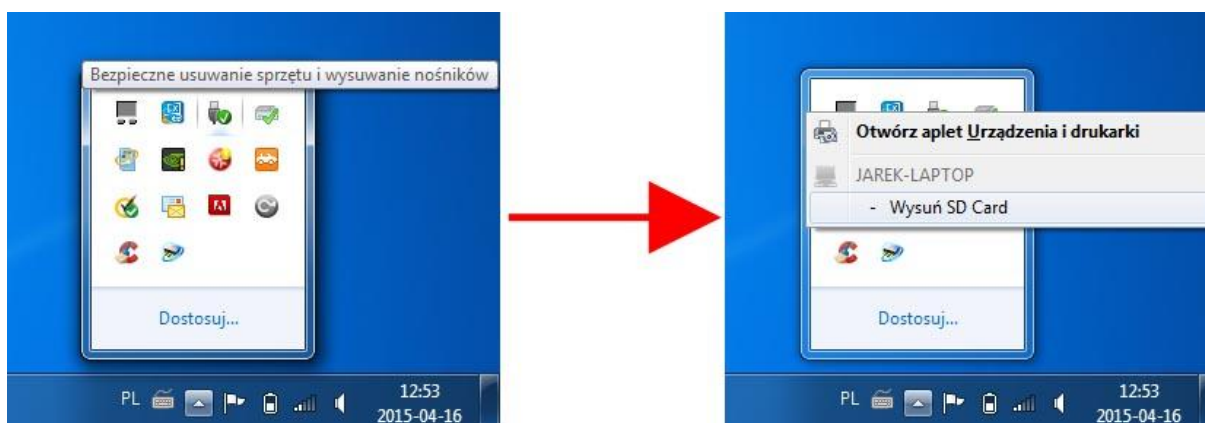 Bezpieczne usuwanie sprzętu i wysuwanie nośników
Dostosuj...
PL
12:53
2015-04-16
Otwórz aplet Urządzenia i drukarki
JAREK-LAPTOP
- Wysuń SD Card
Dostosuj...
PL
12:53
2015-04-16